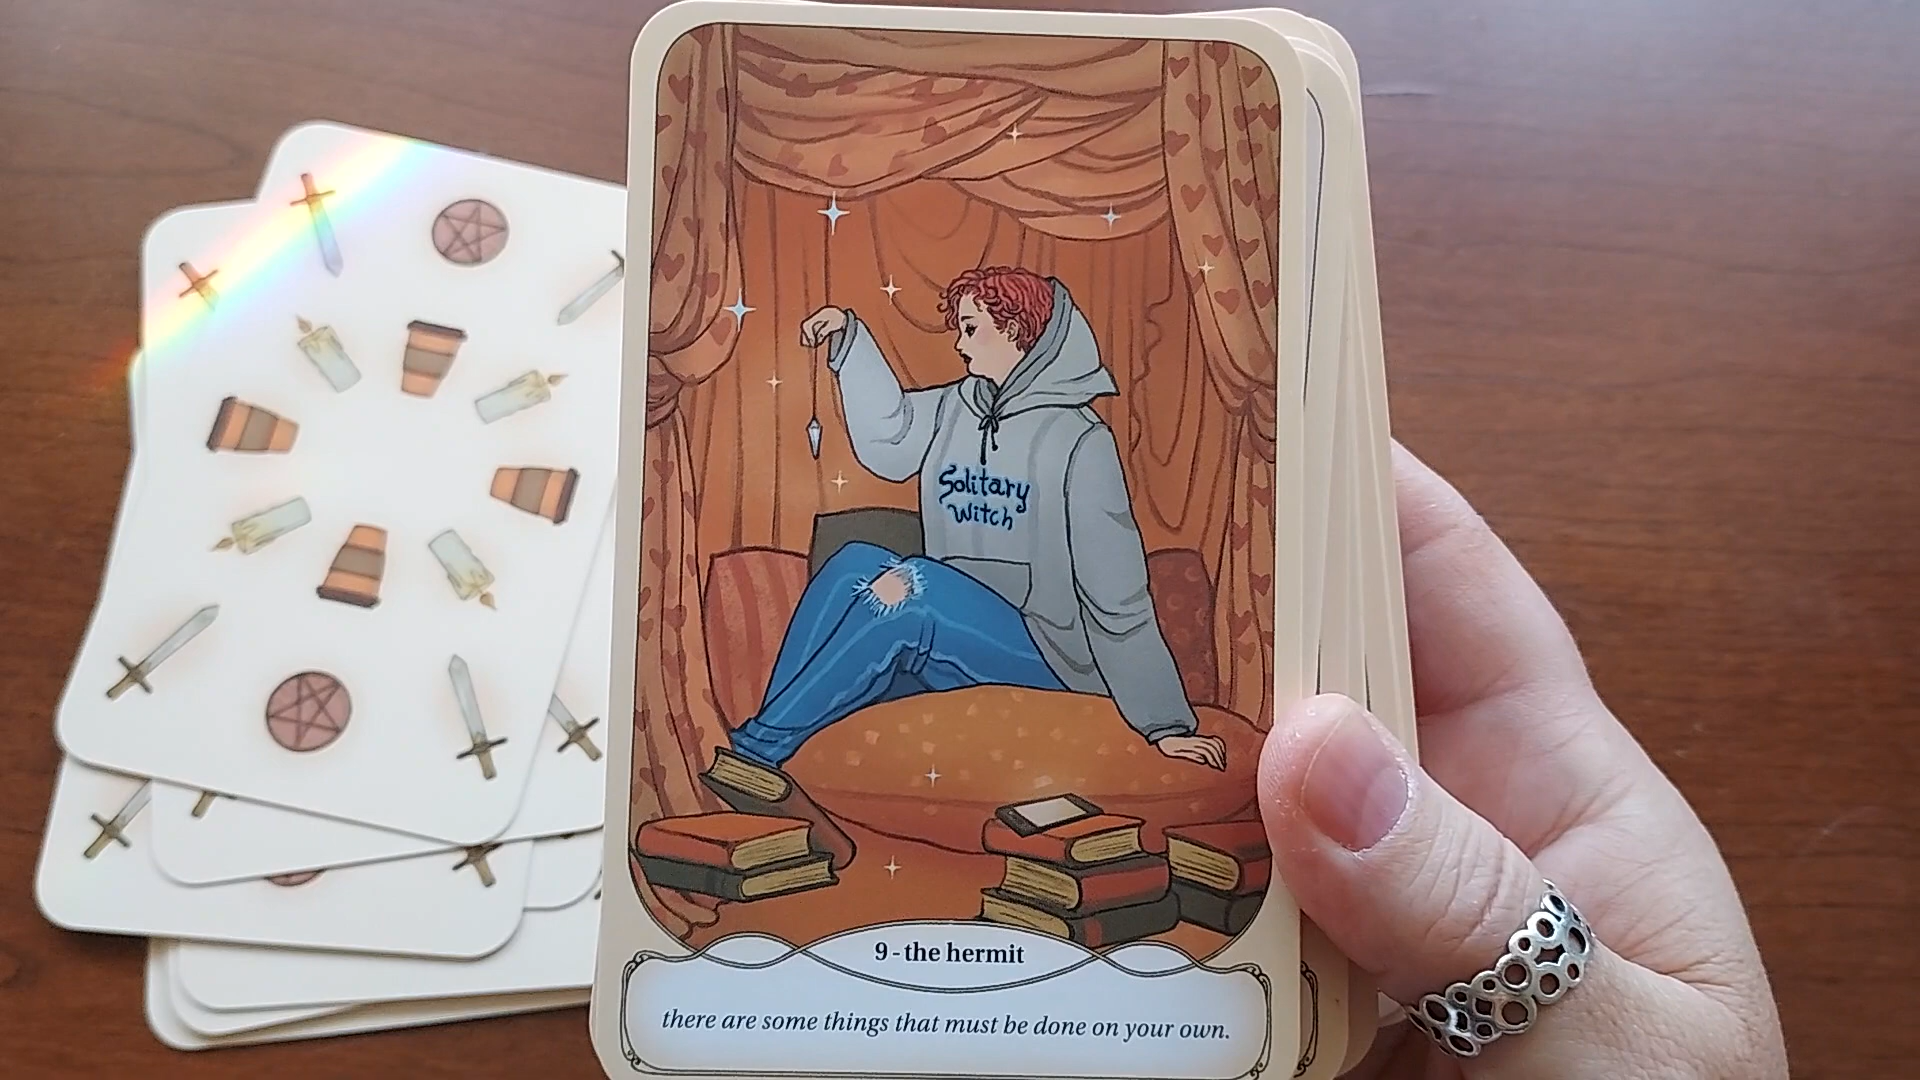 Solitary
Witch
9 - the hermit
there are some things that must be done on your own.